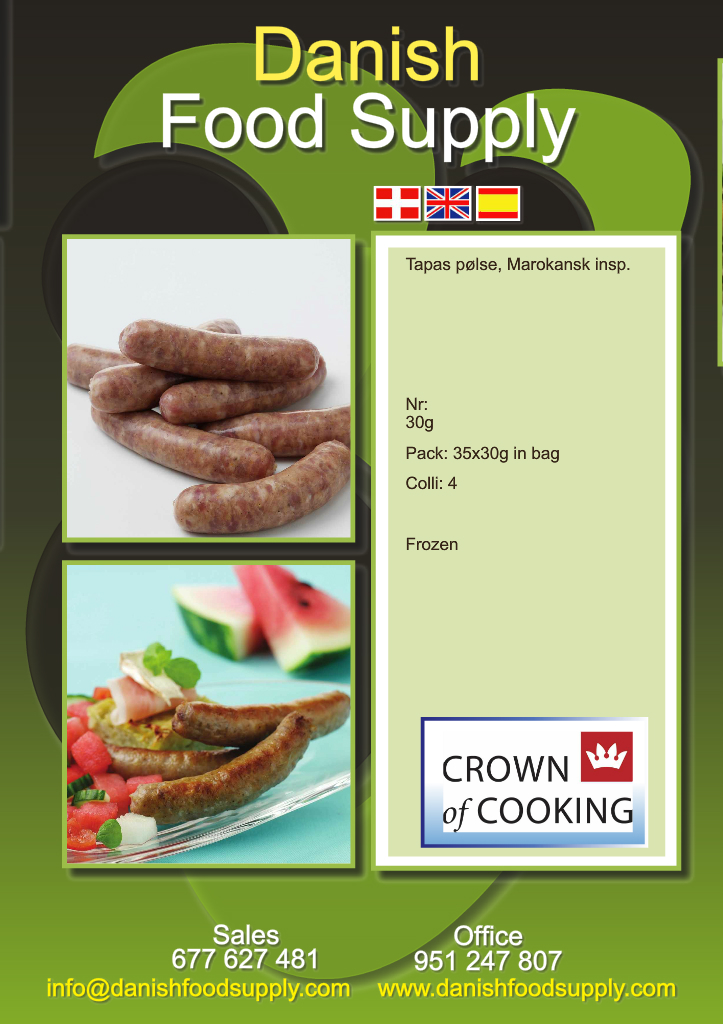 Danish
Food Supply
Tapas pølse, Marokansk insp.
Nr:
30g
Pack: 35x30g in bag
Colli: 4
Frozen
CROWN
of COOKING
Sales
677 627 481
info@danishfoodsupply.com
Office
951 247 807
www.danishfoodsupply.com